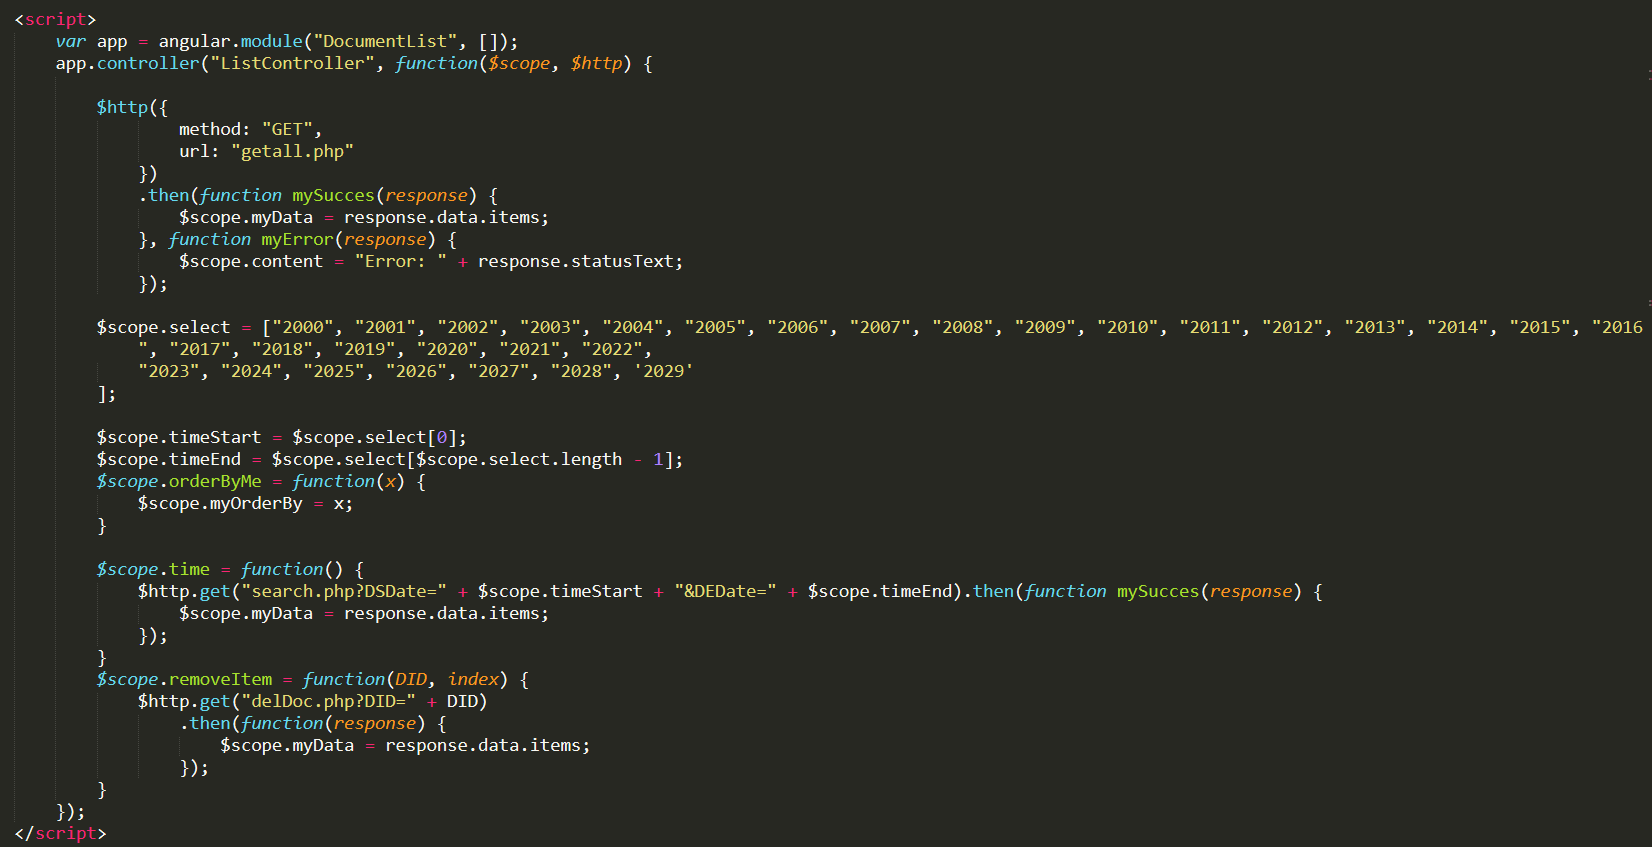 <script>
var app = angular.module("DocumentList", []);
app.controller("ListController", function($scope, $http) {
$http({
method: "GET",
url: "getall.php"
})
.then(function mySucces(response) {
$scope.myData = response.data.items;
}, function myError(response) {
$scope.content = "Error: " + response.statusText;
});
$scope.select = ["2000", "2001", "2002", "2003", "2004", "2005", "2006", "2007", "2008", "2009", "2010", "2011", "2012", "2013", "2014", "2015", "2016
", "2017", "2018", "2019", "2020", "2021", "2022",
"2023", "2024", "2025", "2026", "2027", "2028", '2029'
];
$scope.timeStart = $scope.select[0];
$scope.timeEnd = $scope.select[$scope.select.length - 1];
$scope.orderByMe = function(x) {
$scope.myOrderBy = x;
}
$scope.time = function() {
$http.get("search.php?DSDate=" + $scope.timeStart + "&DEDate=" + $scope.timeEnd).then(function mySucces(response) {
$scope.myData = response.data.items;
});
}
$scope.removeItem = function(DID, index) {
$http.get("delDoc.php?DID=" + DID)
.then(function(response) {
$scope.myData = response.data.items;
});
}
});
</script>